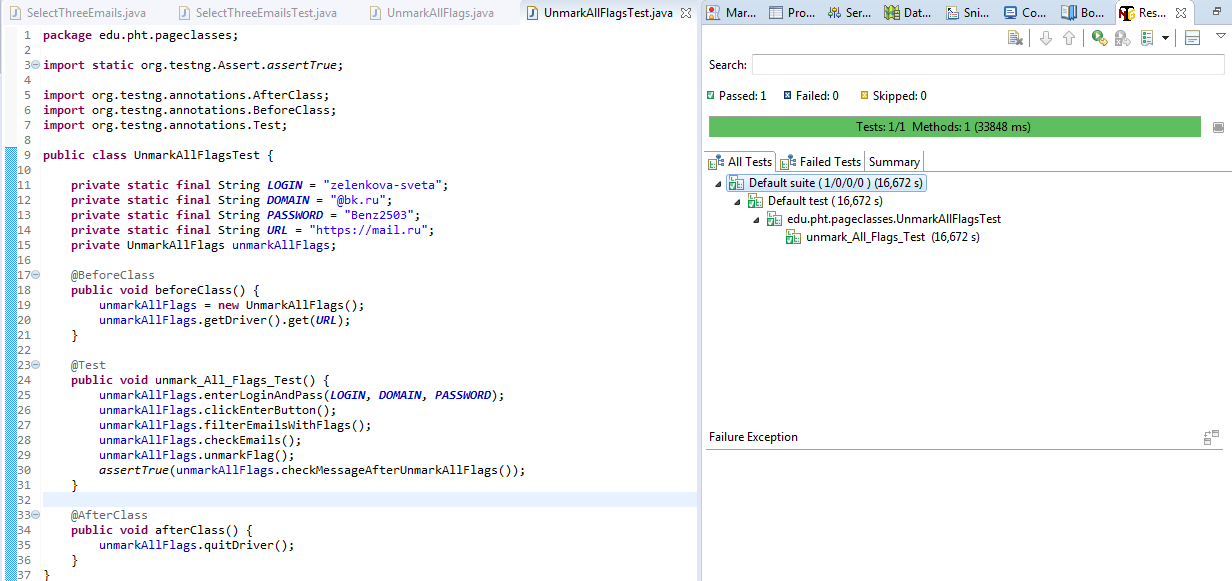 SelectThreeEmails.java
SelectThreeEmailsTest.java
UnmarkAllFlags.java
UnmarkAllFlagsTest.java
1 package edu.pht.pageclasses;
2
3 import static org.testng.Assert.assertTrue;
4
5 import org.testng.annotations.AfterClass;
6 import org.testng.annotations.BeforeClass;
7 import org.testng.annotations.Test;
8
9 public class UnmarkAllFlagsTest {
10
11 private static final String LOGIN = "zelenkova-sveta";
12 private static final String DOMAIN = "@bk.ru";
13 private static final String PASSWORD = "Benz2503";
14 private static final String URL = "https://mail.ru";
15 private UnmarkAllFlags unmarkAllFlags;
16
17 @BeforeClass
18 public void beforeClass() {
19 unmarkAllFlags = new UnmarkAllFlags();
20 unmarkAllFlags.getDriver().get(URL);
21 }
22
23 @Test
24 public void unmark_All_Flags_Test() {
25 unmarkAllFlags.enterLoginAndPass(LOGIN, DOMAIN, PASSWORD);
26 unmarkAllFlags.clickEnterButton();
27 unmarkAllFlags.filterEmailsWithFlags();
28 unmarkAllFlags.checkEmails();
29 unmarkAllFlags.unmarkFlag();
30 assertTrue(unmarkAllFlags.checkMessageAfterUnmarkAllFlags());
31 }
32
33 @AfterClass
34 public void afterClass() {
35 unmarkAllFlags.quitDriver();
36 }
37 }
Mar...
Pro...
Ser...
Dat...
Sni...
Co...
Bo...
Res...
Search:
Passed: 1 Failed: 0 Skipped: 0
Tests: 1/1 Methods: 1 (33848 ms)
All Tests
Failed Tests
Summary
Default suite ( 1/0/0/0 ) (16,672 s)
Default test ( 16,672 s)
edu.pht.pageclasses.UnmarkAllFlagsTest
unmark_All_Flags_Test (16,672 s)
Failure Exception